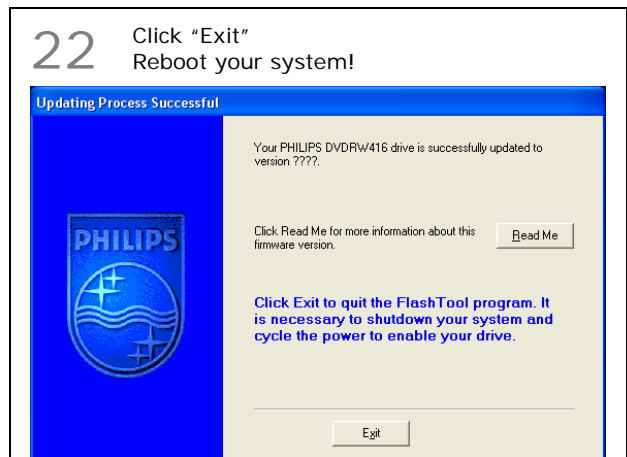 22
Click “Exit”
Reboot your system!
Updating Process Successful
Your PHILIPS DVDRW416 drive is successfully updated to
version ????.
PHILIPS
Click Read Me for more information about this
firmware version.
Read Me
Click Exit to quit the FlashTool program. It
is necessary to shutdown your system and
cycle the power to enable your drive.
Exit